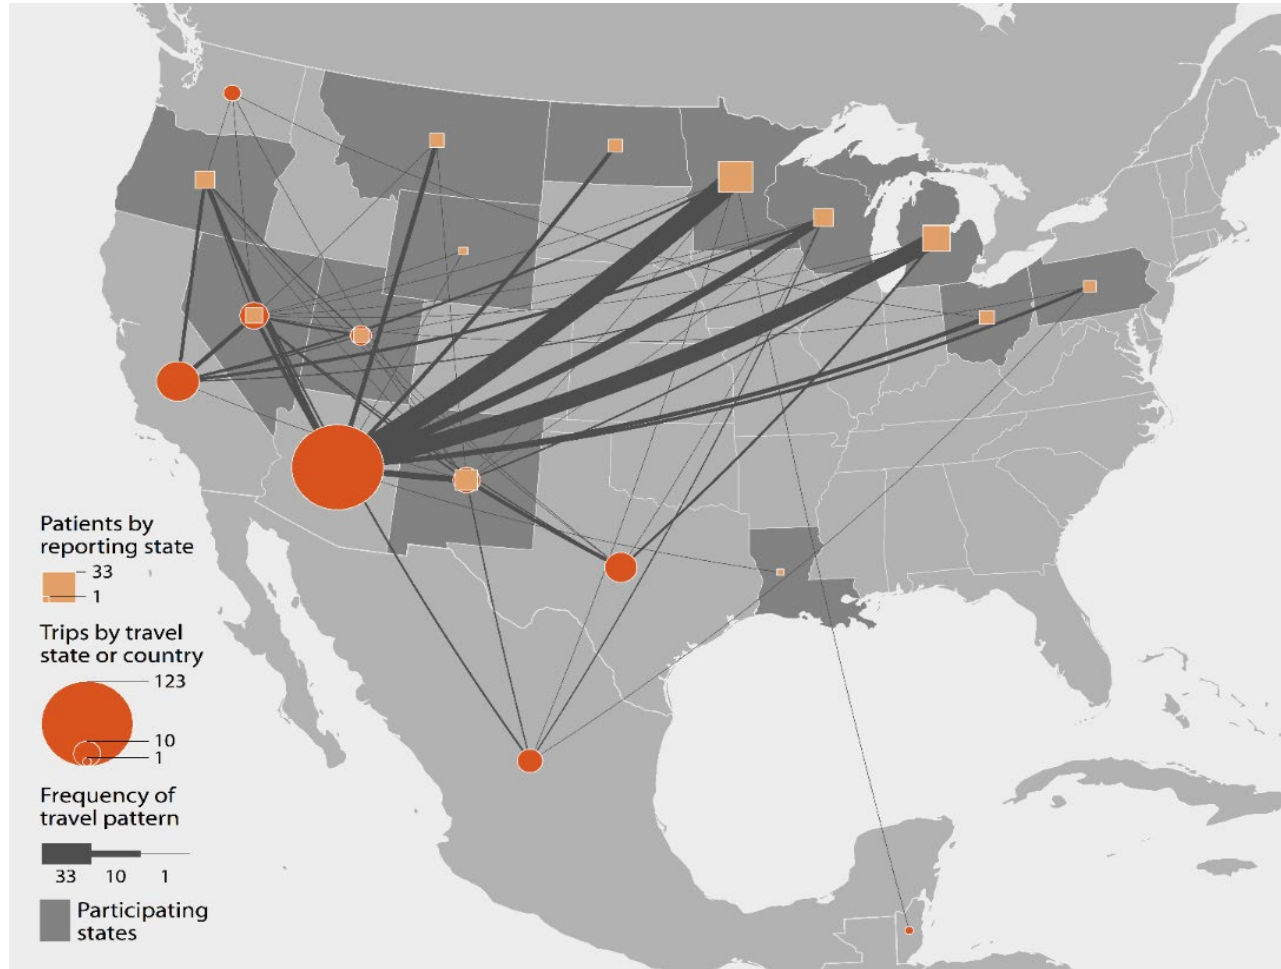 Patients by
reporting state
33
1
Trips by travel
state or country
123
10
1
Frequency of
travel pattern
33 10 1
Participating
states